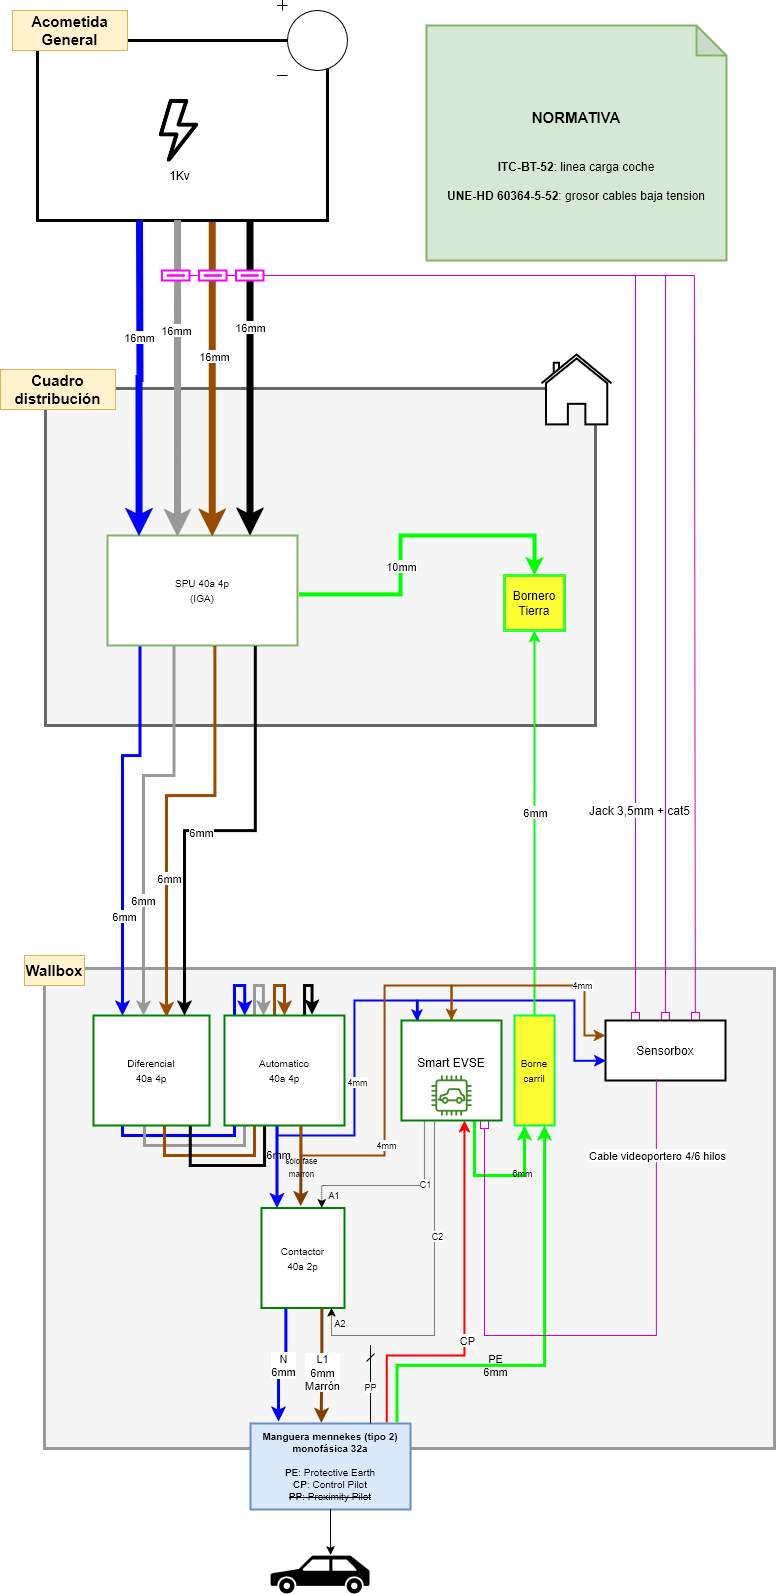 Acometida
General
+
−
1Kv
NORMATIVA
ITC-BT-52: linea carga coche
UNE-HD 60364-5-52: grosor cables baja tension
16mm
16mm
16mm
16mm
Cuadro
distribución
SPU 40a 4p
(IGA)
10mm
Bornero
Tierra
6mm
6mm
6mm
6mm
6mm
Jack 3,5mm + cat5
Wallbox
4mm
Diferencial
40a 4p
Automatico
40a 4p
Smart EVSE
Borne
carril
Sensorbox
4mm
4mm
6mm
solo fase
marrón
6mm
Cable videoportero 4/6 hilos
C1
A1
C2
Contactor
40a 2p
A2
CP
N
6mm
L1
6mm
Marrón
PP
PE
6mm
Manguera mennekes (tipo 2)
monofásica 32a
PE: Protective Earth
CP: Control Pilot
PP: Proximity Pilot